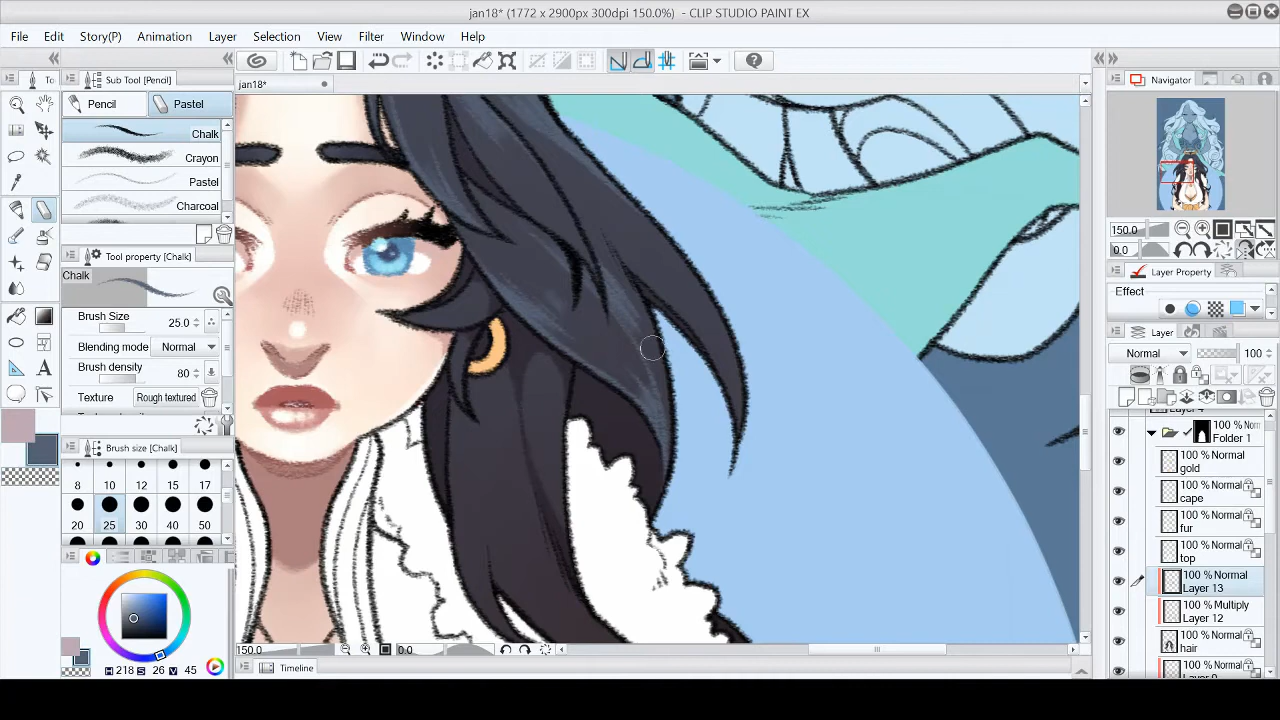 jan18* (1772 x 2900px 300dpi 150.0%) - CLIP STUDIO PAINT EX
File Edit Story(P) Animation Layer Selection View Filter Window Help
To Sub Tool [Pencil] jan18* Navigator
Pencil Pastel
Chalk
Crayon
Pastel
Charcoal
150.0
0.0
Tool property [Chalk]
Chalk
Layer Property
Effect
Brush Size 25.0
Blending mode Normal
Brush density 80
Texture Rough textured
Layer
Normal 100
Brush size [Chalk]
8 10 12 15 17
20 25 30 40 50
100 % Norm
Folder 1
100 % Normal
gold
100 % Normal
cape
100 % Normal
fur
100 % Normal
top
100 % Normal
Layer 13
100 % Multiply
Layer 12
100 % Normal
hair
100 % Normal
H 218 S 26 V 45
150.0 0.0
Timeline